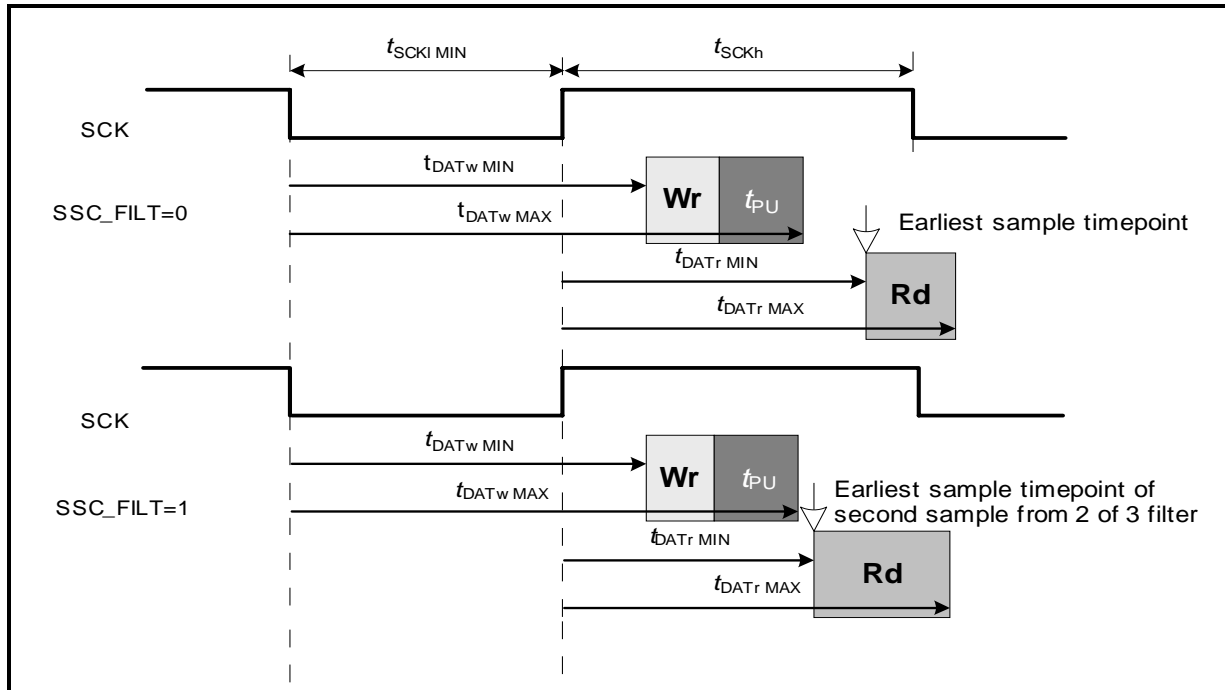 tSCKl MIN
tSCKh
SCK
tDATw MIN
Wr
tPU
SSC_FILT=0
tDATw MAX
Earliest sample timepoint
tDATr MIN
Rd
tDATr MAX
SCK
tDATw MIN
Wr
tPU
SSC_FILT=1
tDATw MAX
Earliest sample timepoint of
second sample from 2 of 3 filter
tDATr MIN
Rd
tDATr MAX